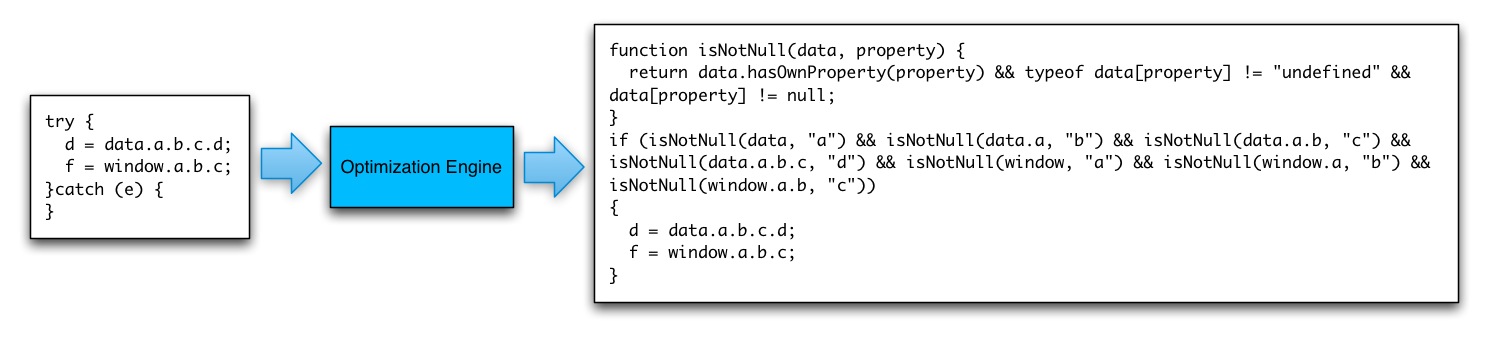 try {
  d = data.a.b.c.d;
  f = window.a.b.c;
}catch (e) {
}
Optimization Engine
function isNotNull(data, property) {
  return data.hasOwnProperty(property) && typeof data[property] != "undefined" &&
data[property] != null;
}
if (isNotNull(data, "a") && isNotNull(data.a, "b") && isNotNull(data.a.b, "c") &&
isNotNull(data.a.b.c, "d") && isNotNull(window, "a") && isNotNull(window.a, "b") &&
isNotNull(window.a.b, "c"))
{
  d = data.a.b.c.d;
  f = window.a.b.c;
}